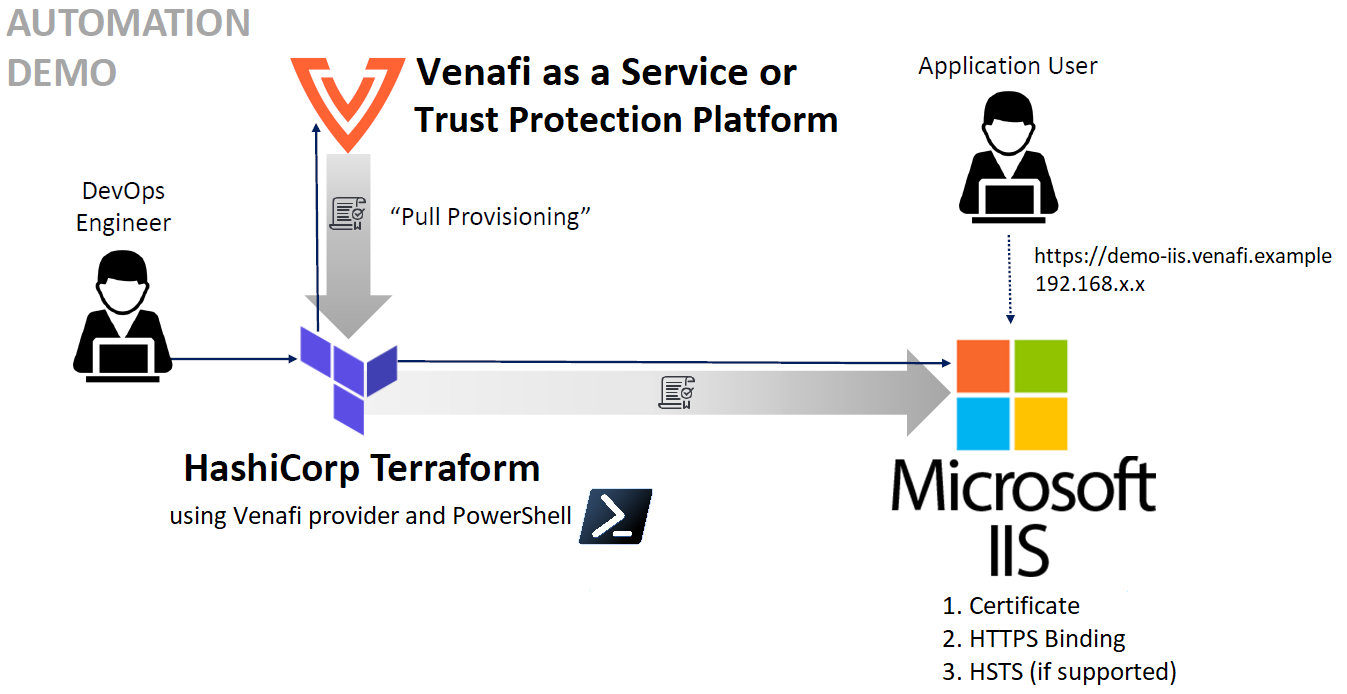 AUTOMATION
DEMO
Venafi as a Service or
Trust Protection Platform
Application User
DevOps
Engineer
“Pull Provisioning”
https://demo-iis.venafi.example
192.168.x.x
HashiCorp Terraform
using Venafi provider and PowerShell
Microsoft
IIS
1. Certificate
2. HTTPS Binding
3. HSTS (if supported)